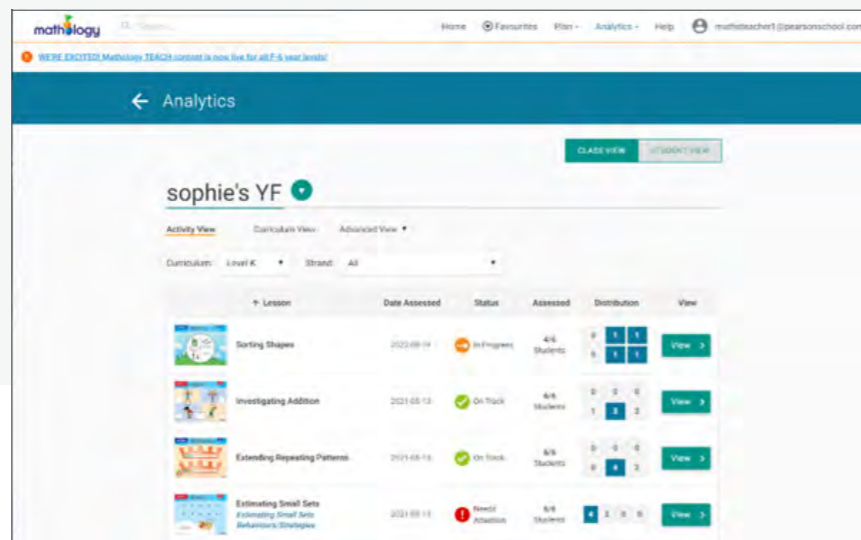 mathology
Home Favourites Plan Analytics Help mathsteacher1@pearsonschool.com
WE'RE EXCITED! Mathology TEACH content is now live for all F-6 year levels!
Analytics
CLASS VIEW STUDENT VIEW
sophie's YF
Activity View Curriculum View Advanced View
Curriculum: Level K Strand: All
Lesson Date Assessed Status Assessed Distribution View
Sorting Shapes In Progress 4/6 Students 0 1 1 View
0 1 1
Investigating Addition On Track 6/6 Students 0 0 0 View
1 3 2
Extending Repeating Patterns On Track 6/6 Students 0 0 0 View
0 4 2
Estimating Small Sets
Estimating Small Sets
Behaviours/Strategies
Needs Attention 6/6 Students 4 2 0 0 View